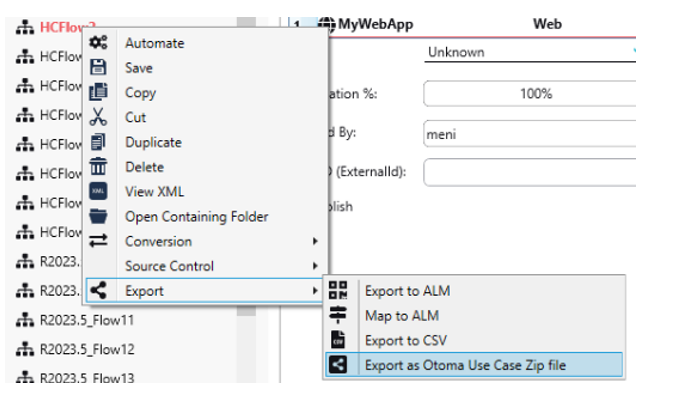 HCFlow2
HCFlow
HCFlow
HCFlow
HCFlow
HCFlow
HCFlow
HCFlow
R2023.
R2023.
R2023.5_Flow11
R2023.5_Flow12
R2023.5_Flow13
Automate
Save
Copy
Cut
Duplicate
Delete
XML
View XML
Open Containing Folder
Conversion
Source Control
Export
1 MyWebApp Web
Unknown
ation %: 100%
d By: meni
(ExternalId):
blish
Export to ALM
Map to ALM
CSV
Export to CSV
Export as Otoma Use Case Zip file